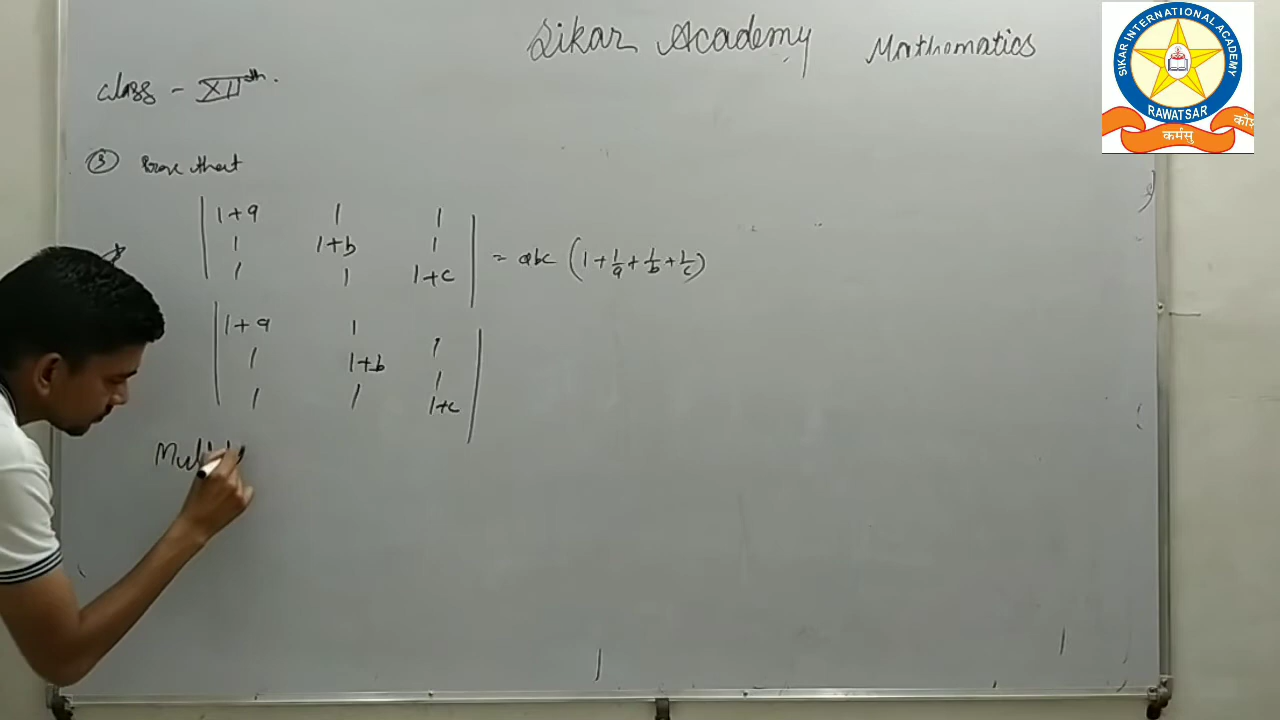 Sikar Academy Mathematics
SIKAR INTERNATIONAL ACADEMY
RAWATSAR
कर्मसु कौश
Class - XIIth.
③ Prove that
| 1+a 1 1 |
| 1 1+b 1 | = abc (1 + 1/a + 1/b + 1/c)
| 1 1 1+c |
| 1+a 1 1 |
| 1 1+b 1 |
| 1 1 1+c |